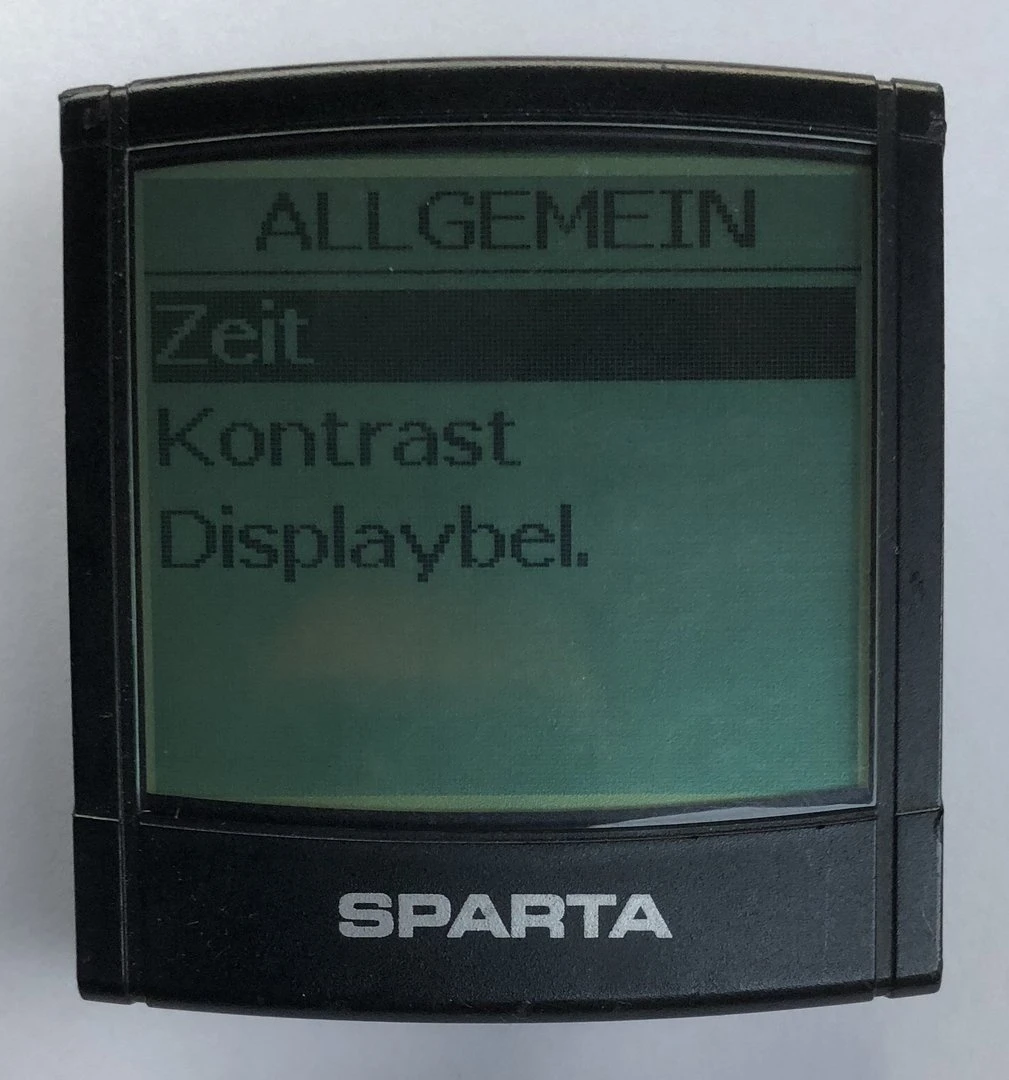 ALLGEMEIN
Zeit
Kontrast
Displaybel.
SPARTA